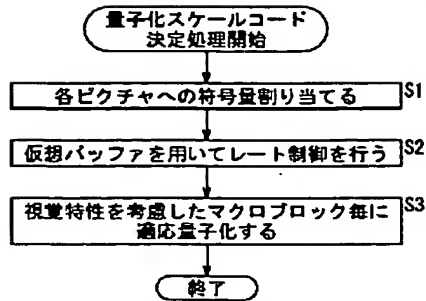 量子化スケールコード
決定処理開始
各ピクチャへの符号量割り当てる S1
仮想バッファを用いてレート制御を行う S2
視覚特性を考慮したマクロブロック毎に S3
適応量子化する
終了